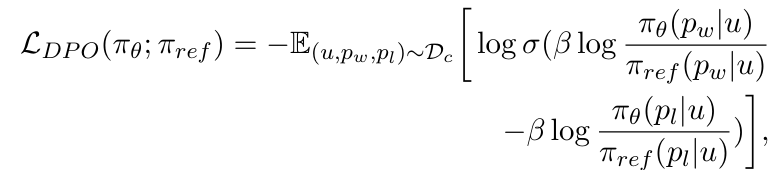 \mathcal{L}_{DPO}(\pi_\theta; \pi_{ref}) = -\mathbb{E}_{(u,p_w,p_l)\sim\mathcal{D}_c}\bigg[\log\sigma(\beta\log\frac{\pi_\theta(p_w|u)}{\pi_{ref}(p_w|u)}
-\beta\log\frac{\pi_\theta(p_l|u)}{\pi_{ref}(p_l|u)})\bigg],